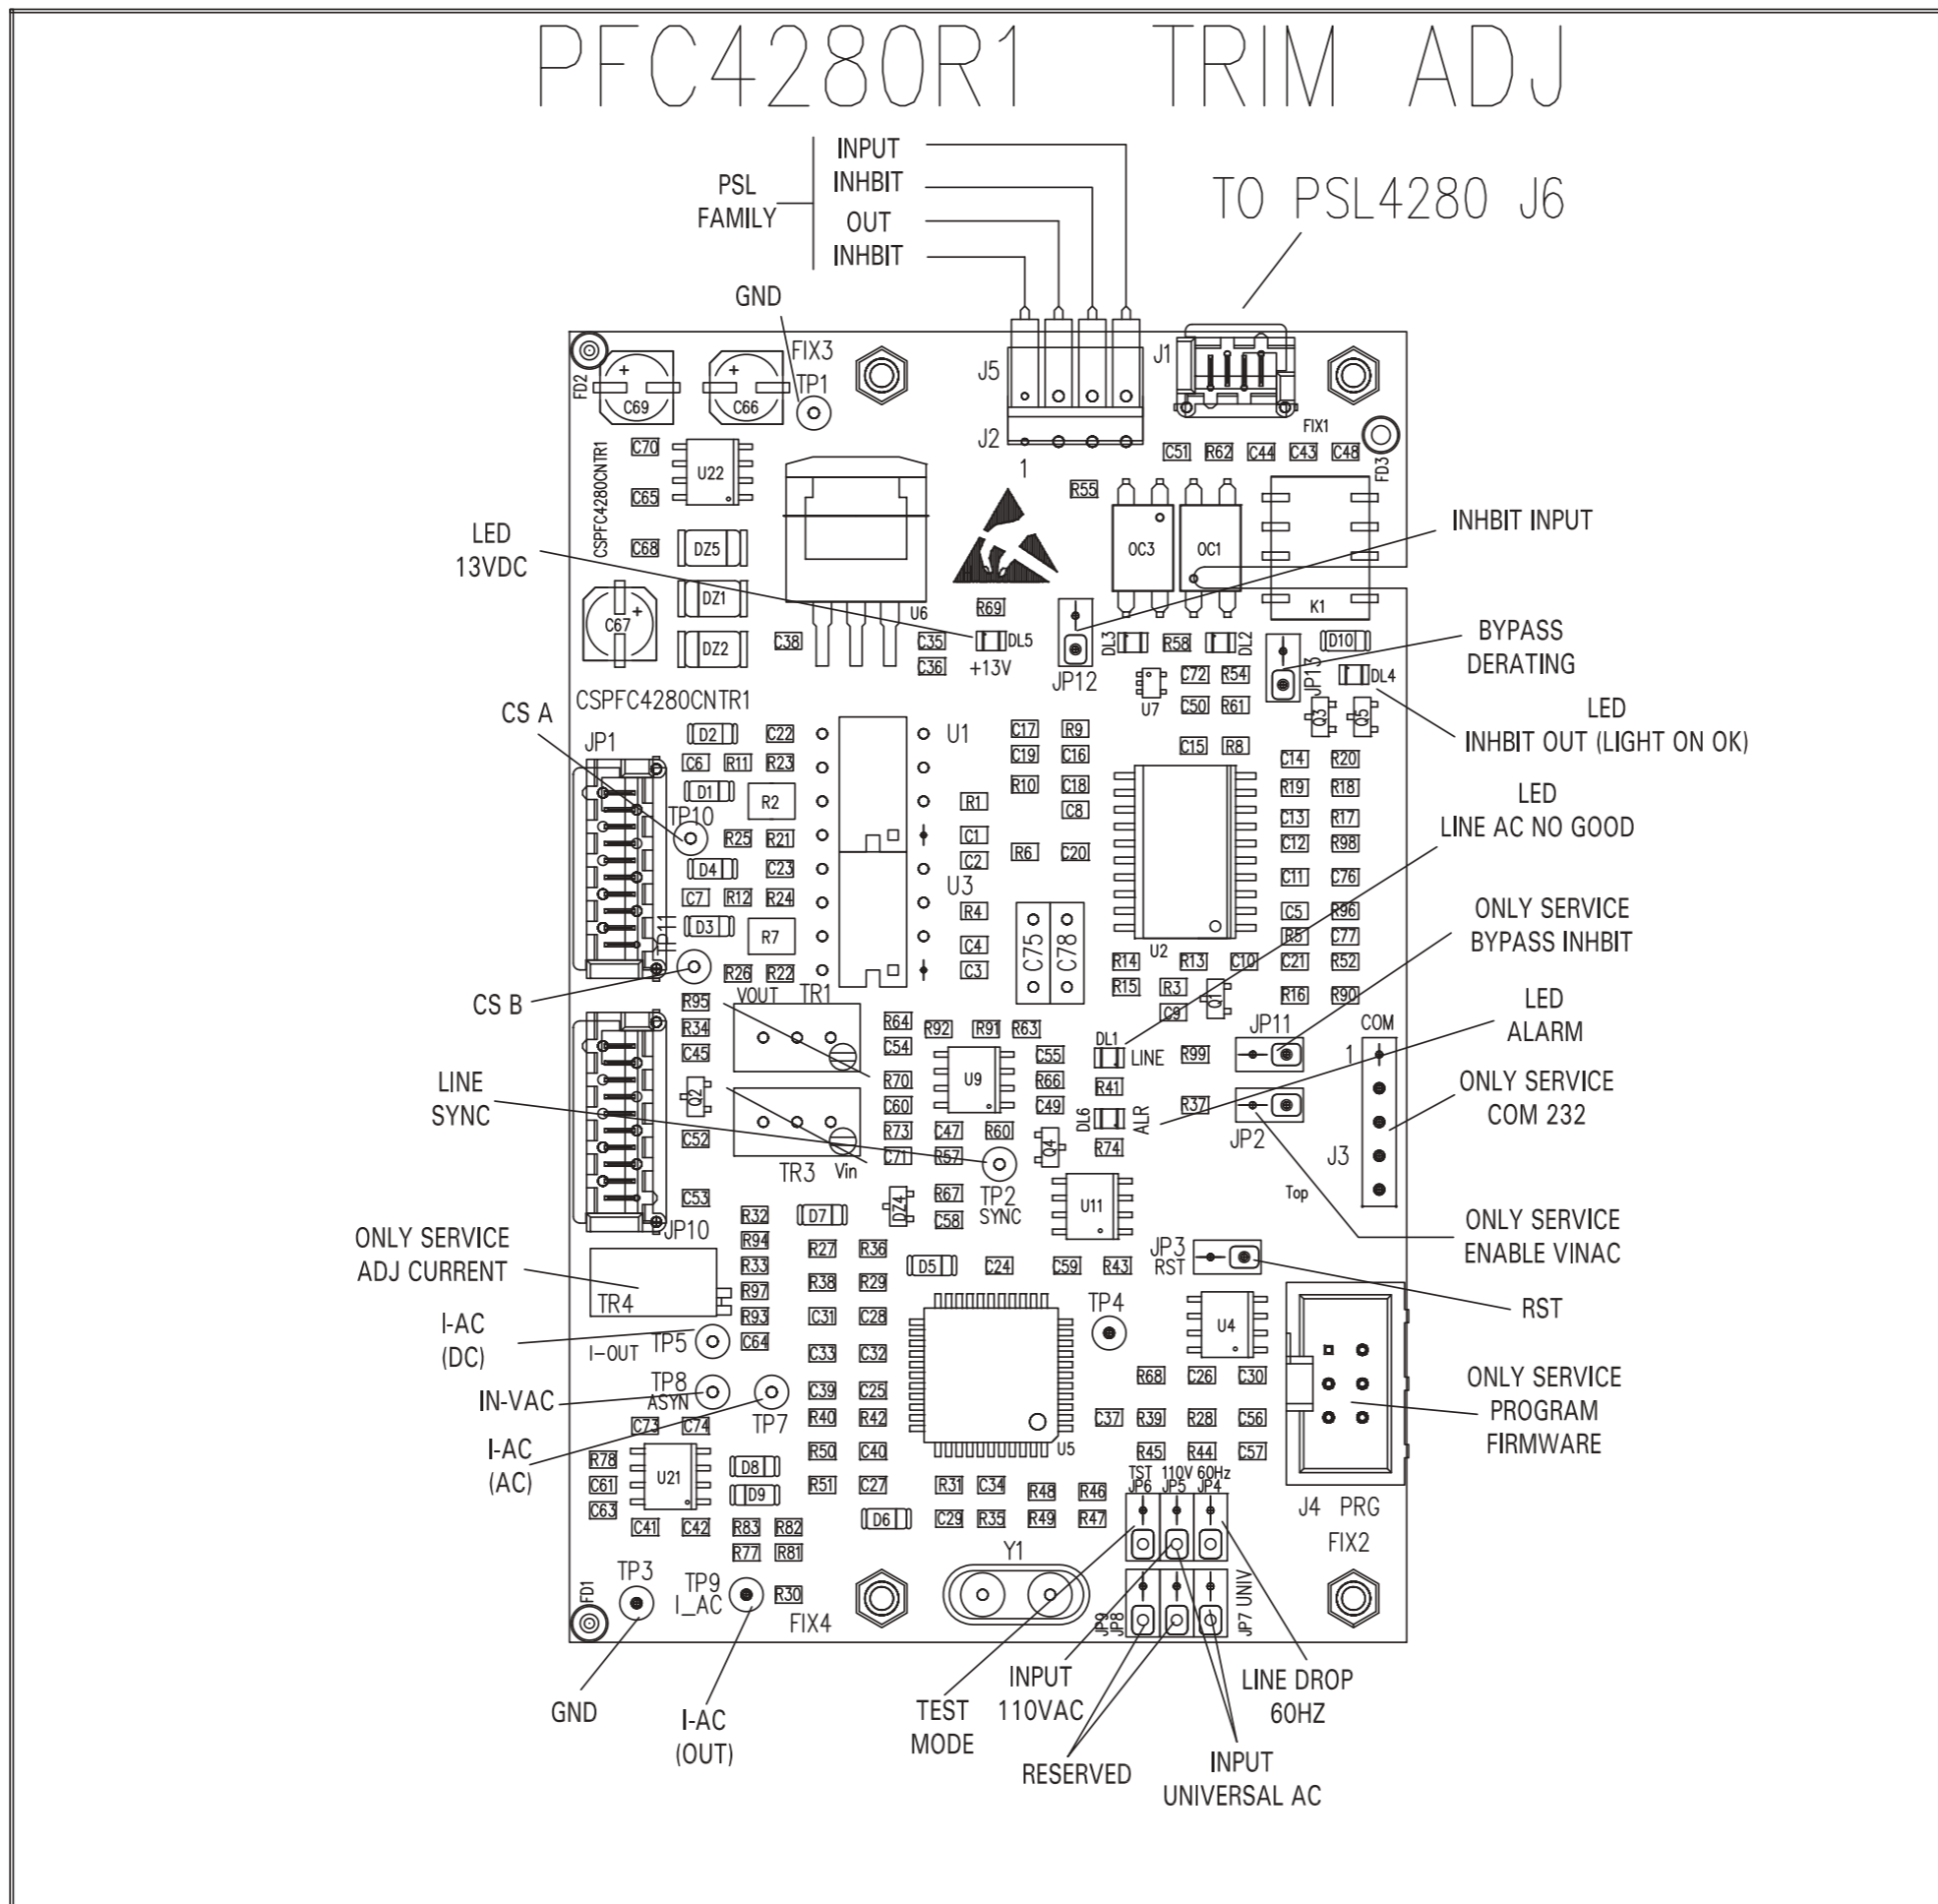 PFC4280R1 TRIM ADJ
INPUT
INHBIT
OUT
INHBIT
PSL
FAMILY
TO PSL4280 J6
GND
FD2
C69
C66
FIX3
TP1
J5
J2
1
J1
FIX1
FD3
C70
U22
C65
C68
CSPFC4280CNTR1
DZ5
DZ1
DZ2
C67
U6
C38
C35
C36
R69
DL5
+13V
LED
13VDC
C51 R62 C44 C43 C48
R55
OC3
OC1
K1
INHBIT INPUT
JP12
DL3
R58
DL2
JP13
D10
DL4
BYPASS
DERATING
U7
C72 R54
C50 R61
Q3
Q5
LED
INHBIT OUT (LIGHT ON OK)
CSPFC4280CNTR1
CS A
JP1
D2 C22
C6 R11 R23
D1
R2
TP10
R25 R21
D4 C23
C7 R12 R24
D3
R7
TP11
R26 R22
CS B
U1
U3
C17 R9
C19 C16
R10 C18
R1 C8
C1
C2
R6 C20
R4
C4
C3
C75
C78
C15 R8
U2
C14 R20
R19 R18
C13 R17
C12 R98
C11 C76
C5 R96
R5 C77
R14 R13 C10 C21 R52
R15 R3
C9
Q1
R16 R90
LED
LINE AC NO GOOD
ONLY SERVICE
BYPASS INHBIT
R95
R34
C45
Q2
C52
C53
VOUT TR1
TR3 Vin
R64
C54
R70
C60
R73
C71
R92 R91 R63
U9
C55
R66
C49
C47 R60
R57
DL1
LINE
R41
DL6
ALR
R74
Q4
R99
R37
JP11
JP2
COM
1
J3
Top
LED
ALARM
ONLY SERVICE
COM 232
LINE
SYNC
JP10
DZ4
R67
C58
TP2
SYNC
U11
ONLY SERVICE
ENABLE VINAC
ONLY SERVICE
ADJ CURRENT
TR4
R32
R94
R33
R97
R93
C64
D7
R27 R36
R38 R29
C31 C28
C33 C32
C39 C25
R40 R42
R50 C40
R51 C27
D5 C24 C59 R43
JP3
RST
RST
U4
TP4
U5
I-AC
(DC)
I-OUT
TP5
IN-VAC
TP8
ASYN
TP7
I-AC
(AC)
C73 C74
R78
C61
C63
U21
D8
D9
C41 C42 R83 R82
R77 R81
D6
R31 C34
C29 R35
R48 R46
R49 R47
R68 C26 C30
C37 R39 R28 C56
R45 R44 C57
TST 110V 60Hz
JP6 JP5 JP4
J4 PRG
FIX2
ONLY SERVICE
PROGRAM
FIRMWARE
FD1
TP3
TP9
I_AC
R30
FIX4
Y1
JP9
JP8
JP7 UNIV
GND
I-AC
(OUT)
TEST
MODE
INPUT
110VAC
RESERVED
LINE DROP
60HZ
INPUT
UNIVERSAL AC